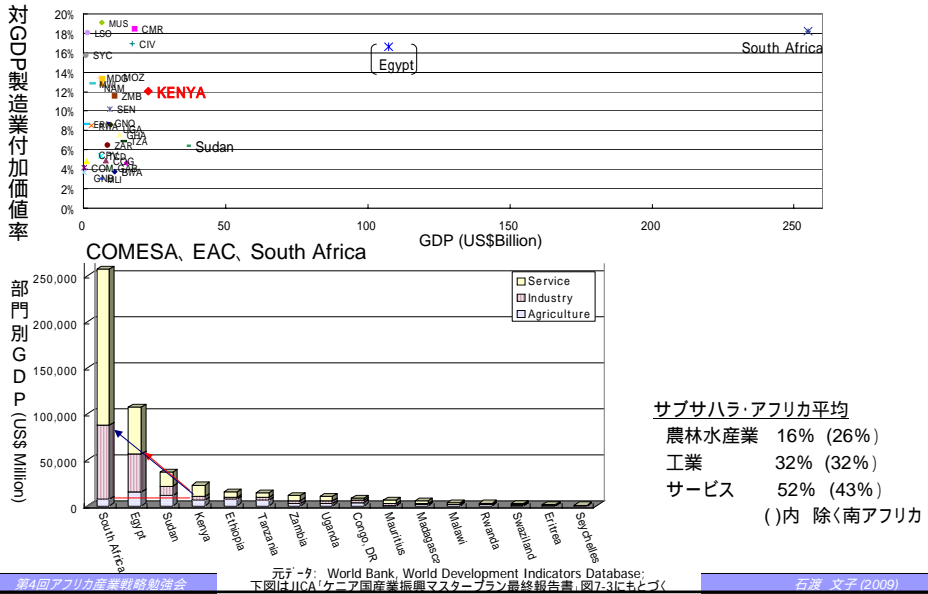 対GDP製造業付加価値率
20%
18%
16%
14%
12%
10%
8%
6%
4%
2%
0%
MUS
CMR
LSO
CIV
SYC
Egypt
South Africa
MDG
MOZ
NAM
KENYA
ZMB
SEN
GNQ
UGA
GHA
TZA
ZAR
Sudan
COG
COM
GAB
BWA
GNB
MLI
0
50
100
150
200
250
GDP (US$Billion)
COMESA、EAC、South Africa
部門別GDP (US$ Million)
250,000
200,000
150,000
100,000
50,000
0
Service
Industry
Agriculture
South Africa
Egypt
Sudan
Kenya
Ethiopia
Tanzania
Zambia
Uganda
Congo, DR
Mauritius
Madagasca
Malawi
Rwanda
Swaziland
Eritrea
Seychelles
サブサハラ・アフリカ平均
農林水産業 16% (26%)
工業 32% (32%)
サービス 52% (43%)
( )内 除く南アフリカ
第4回アフリカ産業戦略勉強会
元データ: World Bank, World Development Indicators Database;
下図はJICA「ケニア国産業振興マスタープラン最終報告書」図7-3にもとづく
石渡 文子 (2009)